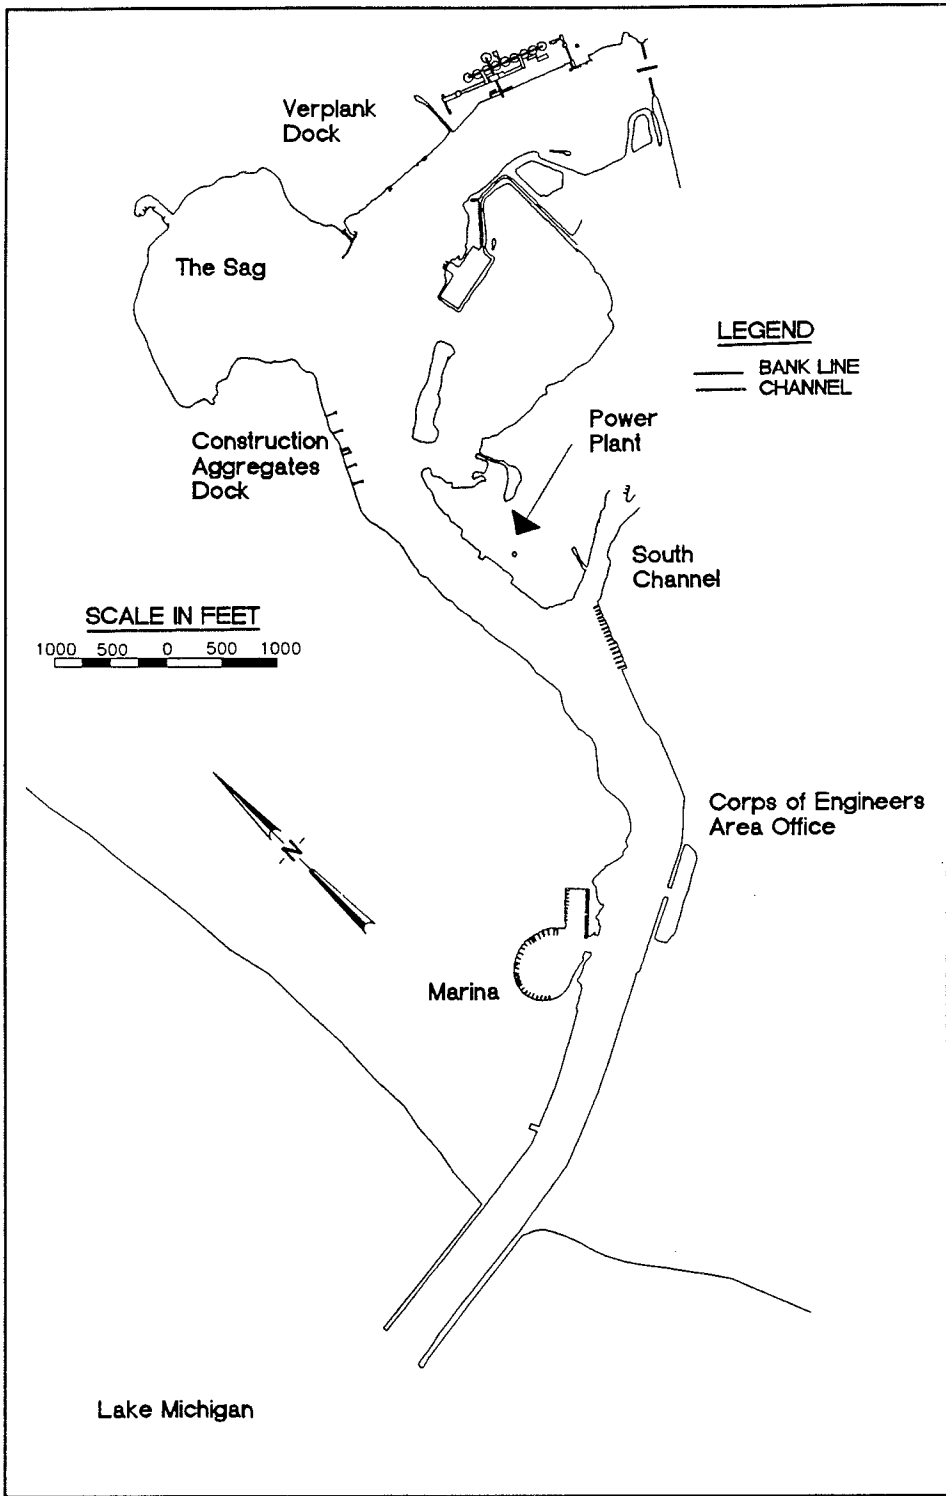 Verplank
Dock
The Sag
LEGEND
BANK LINE
CHANNEL
Power
Plant
Construction
Aggregates
Dock
South
Channel
SCALE IN FEET
1000 500 0 500 1000
N
Corps of Engineers
Area Office
Marina
Lake Michigan